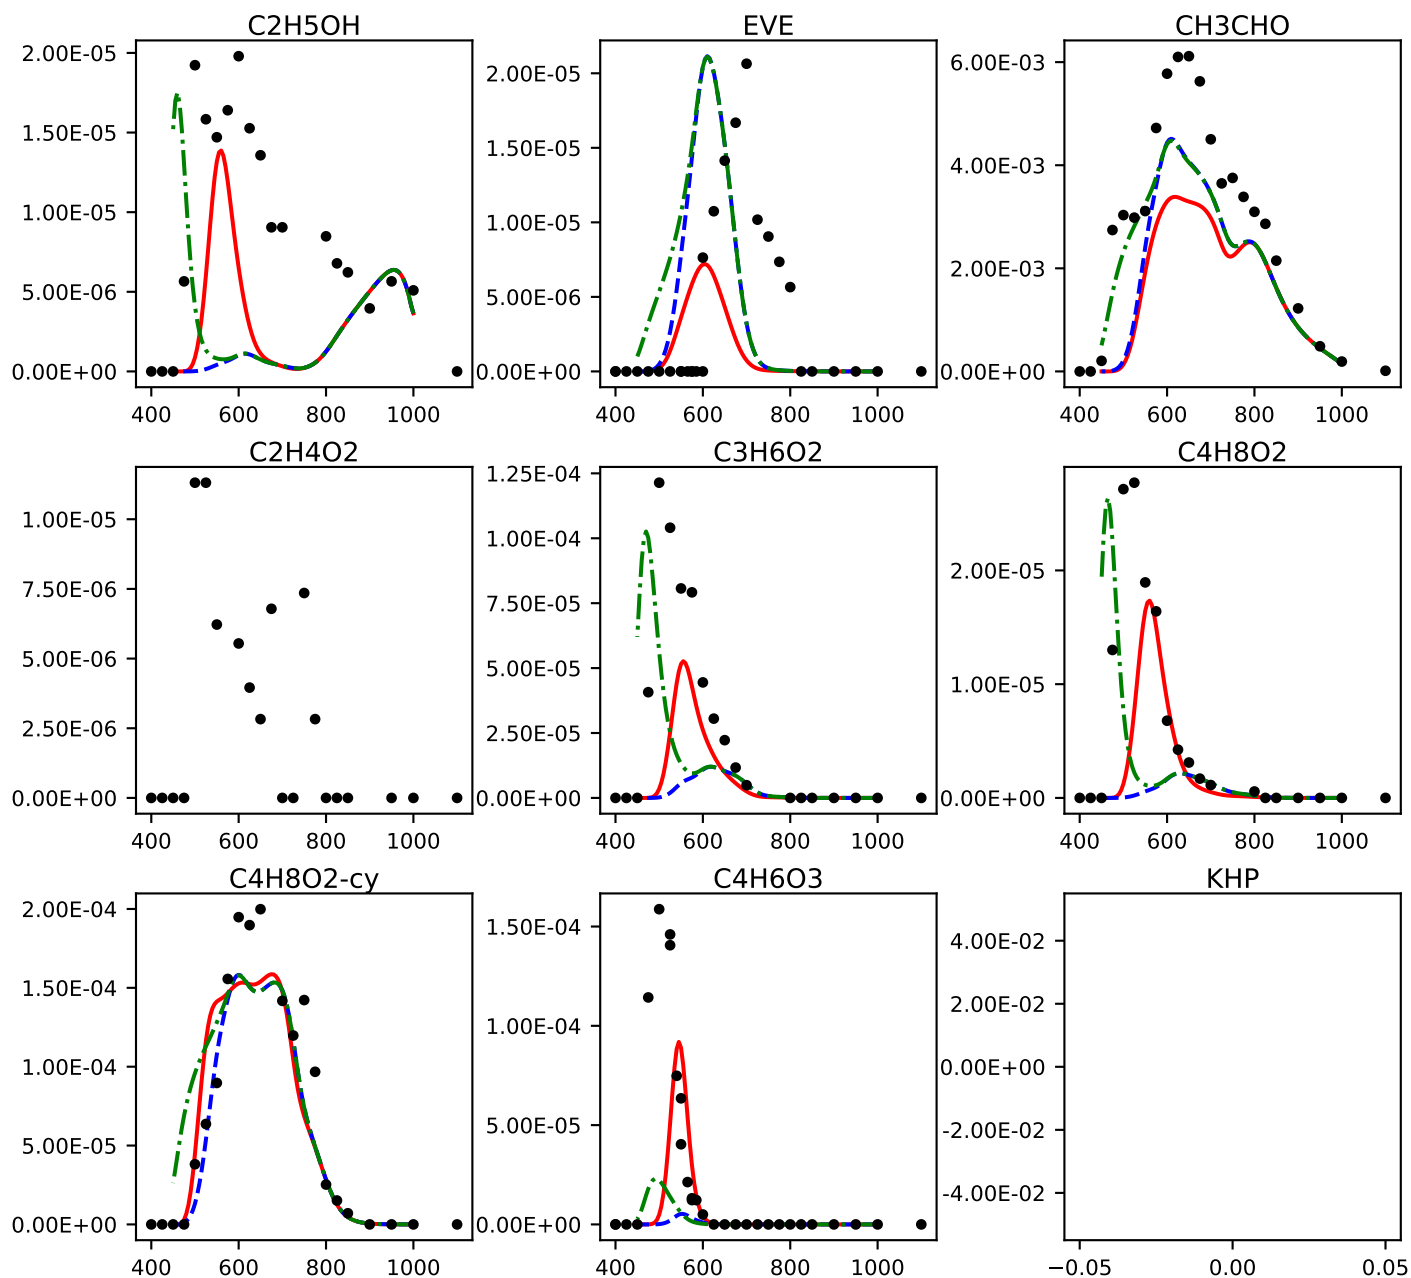 C2H5OH EVE CH3CHO
2.00E-05
1.50E-05
1.00E-05
5.00E-06
0.00E+00
400 600 800 1000
2.00E-05
1.50E-05
1.00E-05
5.00E-06
0.00E+00
400 600 800 1000
6.00E-03
4.00E-03
2.00E-03
0.00E+00
400 600 800 1000
C2H4O2 C3H6O2 C4H8O2
1.00E-05
7.50E-06
5.00E-06
2.50E-06
0.00E+00
400 600 800 1000
1.25E-04
1.00E-04
7.50E-05
5.00E-05
2.50E-05
0.00E+00
400 600 800 1000
2.00E-05
1.00E-05
0.00E+00
400 600 800 1000
C4H8O2-cy C4H6O3 KHP
2.00E-04
1.50E-04
1.00E-04
5.00E-05
0.00E+00
400 600 800 1000
1.50E-04
1.00E-04
5.00E-05
0.00E+00
400 600 800 1000
4.00E-02
2.00E-02
0.00E+00
-2.00E-02
-4.00E-02
−0.05 0.00 0.05